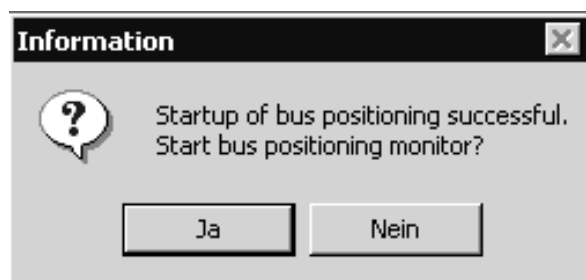 Information
Startup of bus positioning successful.
Start bus positioning monitor?
Ja
Nein